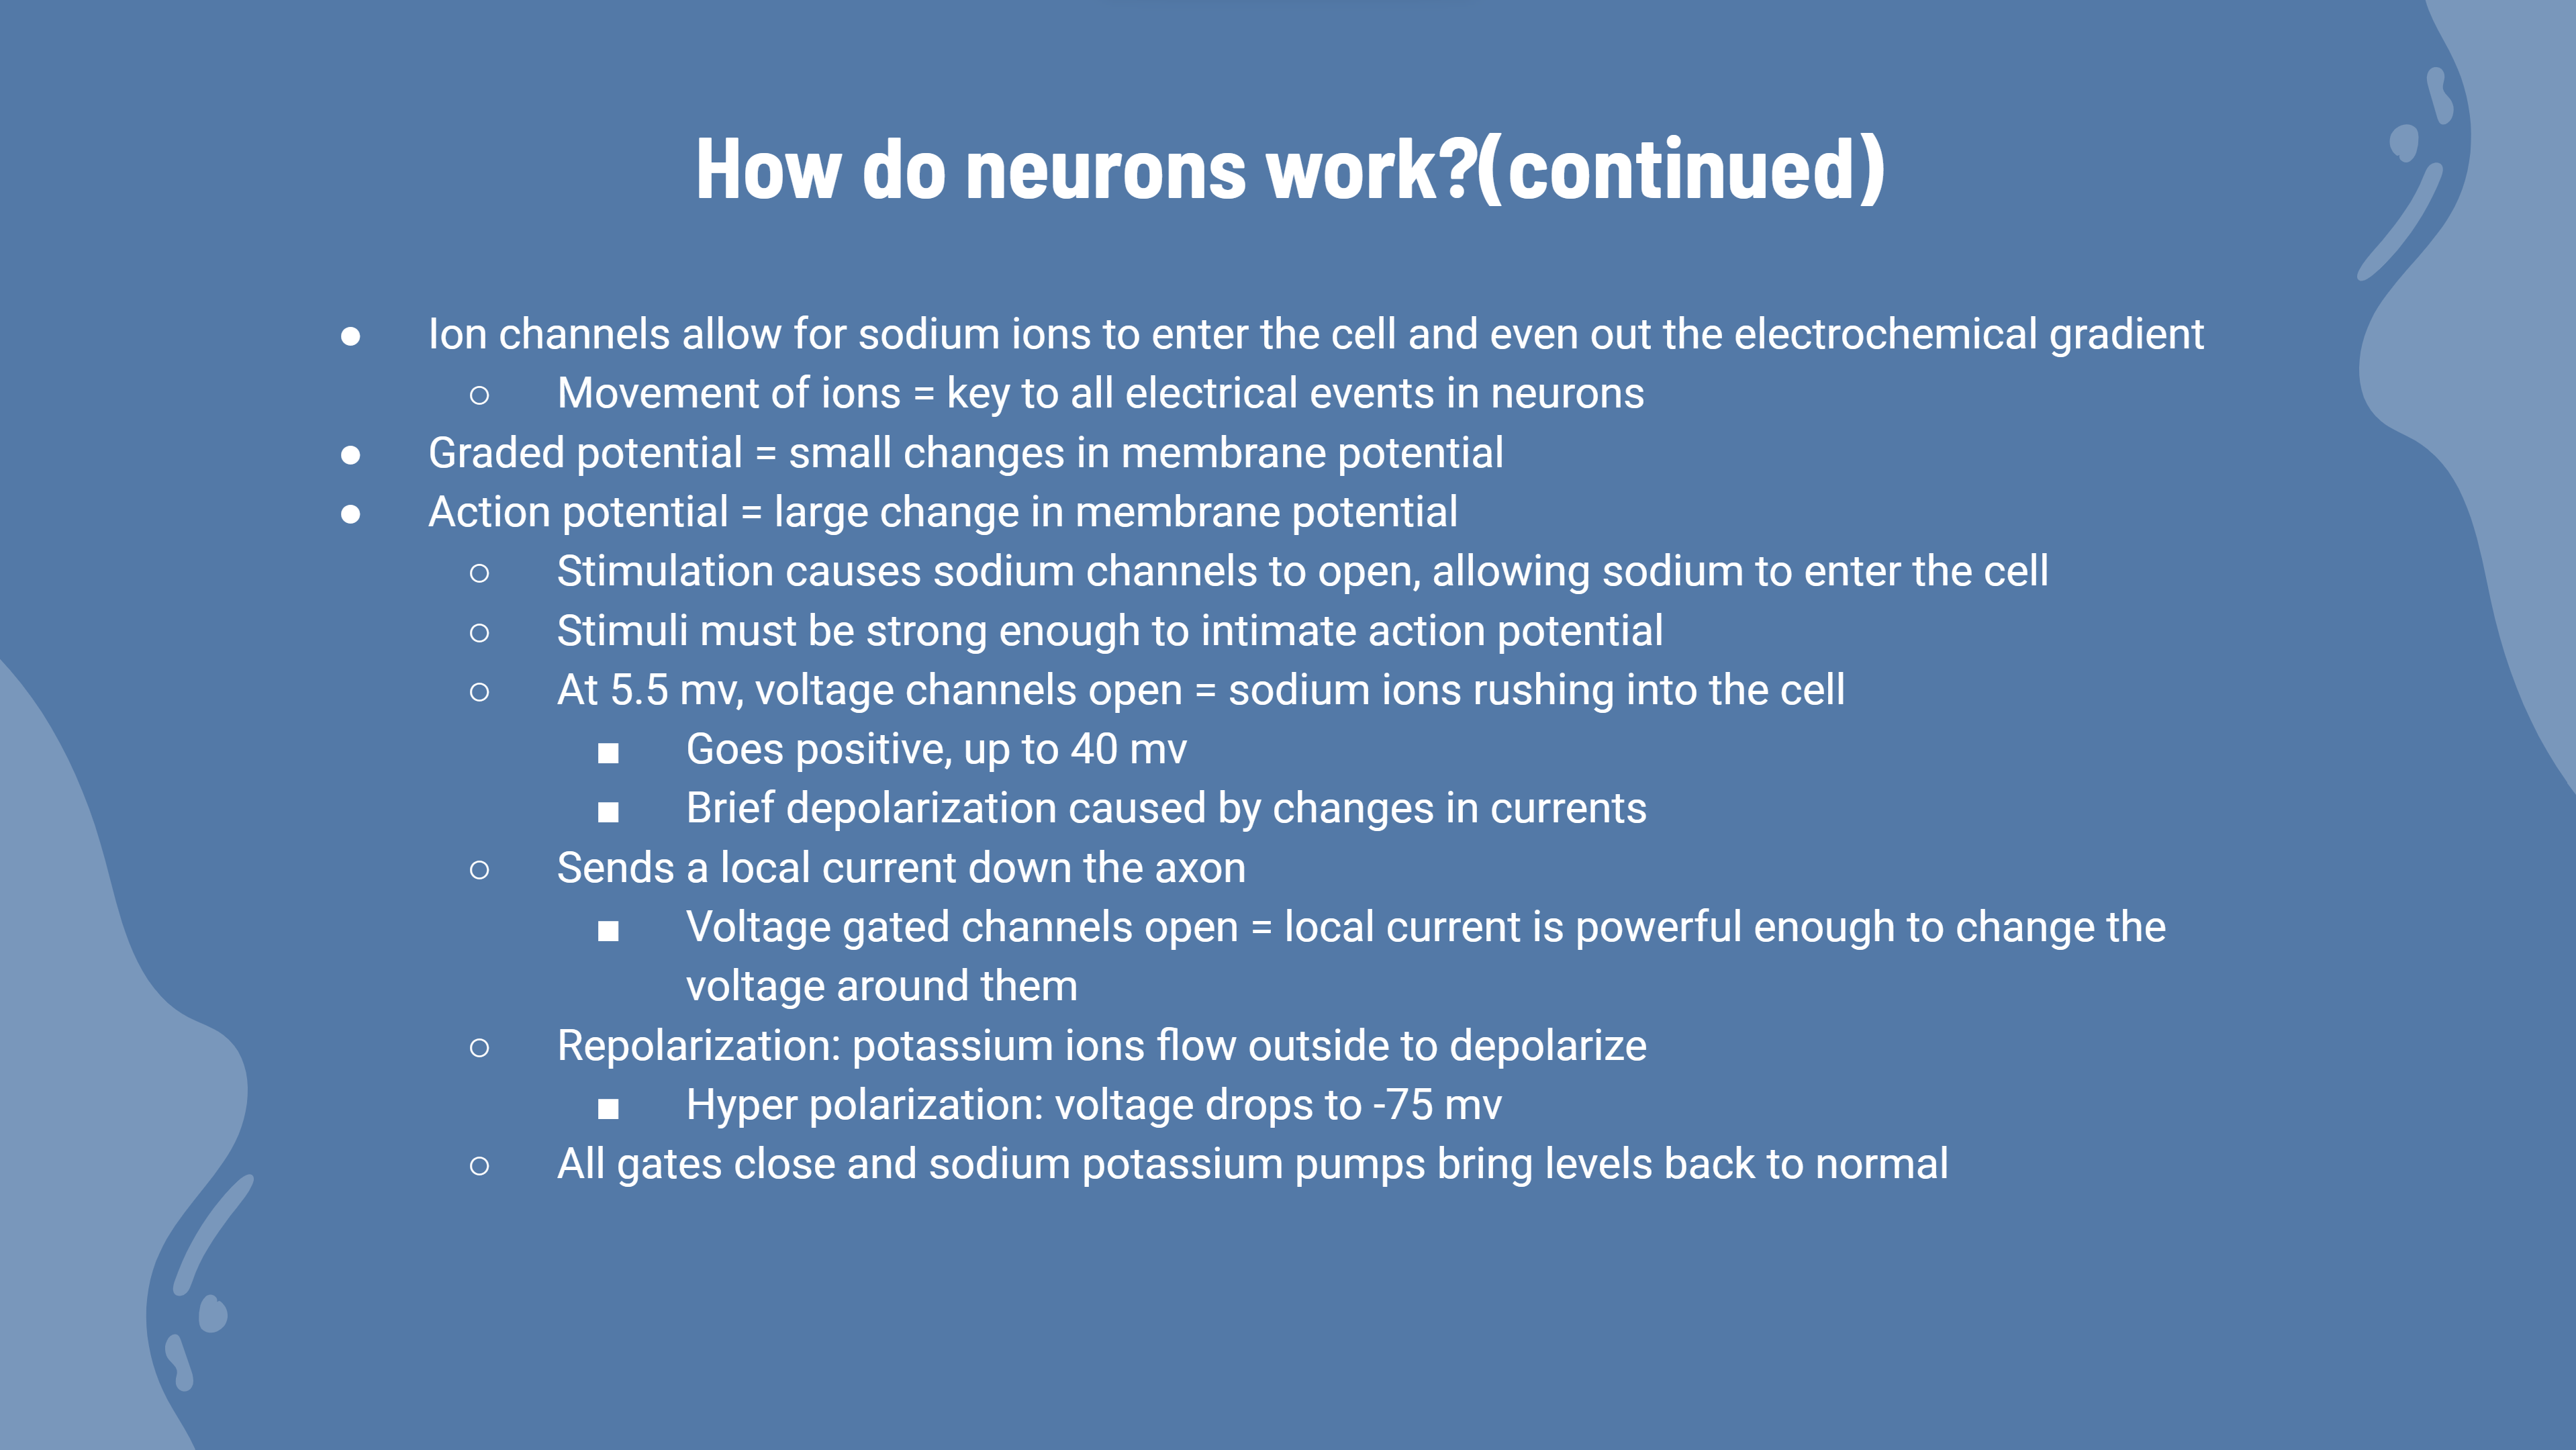 How do neurons work?(continued)
● Ion channels allow for sodium ions to enter the cell and even out the electrochemical gradient
○ Movement of ions = key to all electrical events in neurons
● Graded potential = small changes in membrane potential
● Action potential = large change in membrane potential
○ Stimulation causes sodium channels to open, allowing sodium to enter the cell
○ Stimuli must be strong enough to intimate action potential
○ At 5.5 mv, voltage channels open = sodium ions rushing into the cell
■ Goes positive, up to 40 mv
■ Brief depolarization caused by changes in currents
○ Sends a local current down the axon
■ Voltage gated channels open = local current is powerful enough to change the
voltage around them
○ Repolarization: potassium ions flow outside to depolarize
■ Hyper polarization: voltage drops to -75 mv
○ All gates close and sodium potassium pumps bring levels back to normal